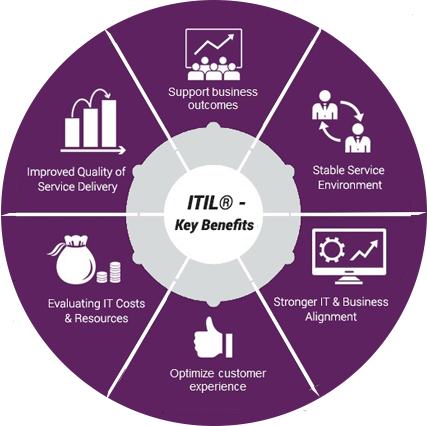 Support business
outcomes
Stable Service
Environment
Stronger IT & Business
Alignment
Optimize customer
experience
Evaluating IT Costs
& Resources
Improved Quality of
Service Delivery
ITIL® -
Key Benefits